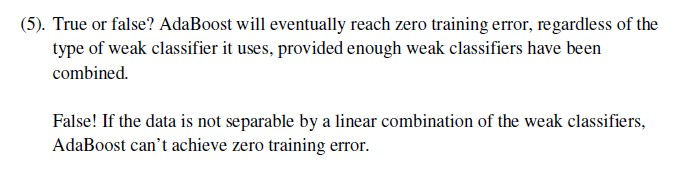 (5). True or false? AdaBoost will eventually reach zero training error, regardless of the
type of weak classifier it uses, provided enough weak classifiers have been
combined.
False! If the data is not separable by a linear combination of the weak classifiers,
AdaBoost can't achieve zero training error.